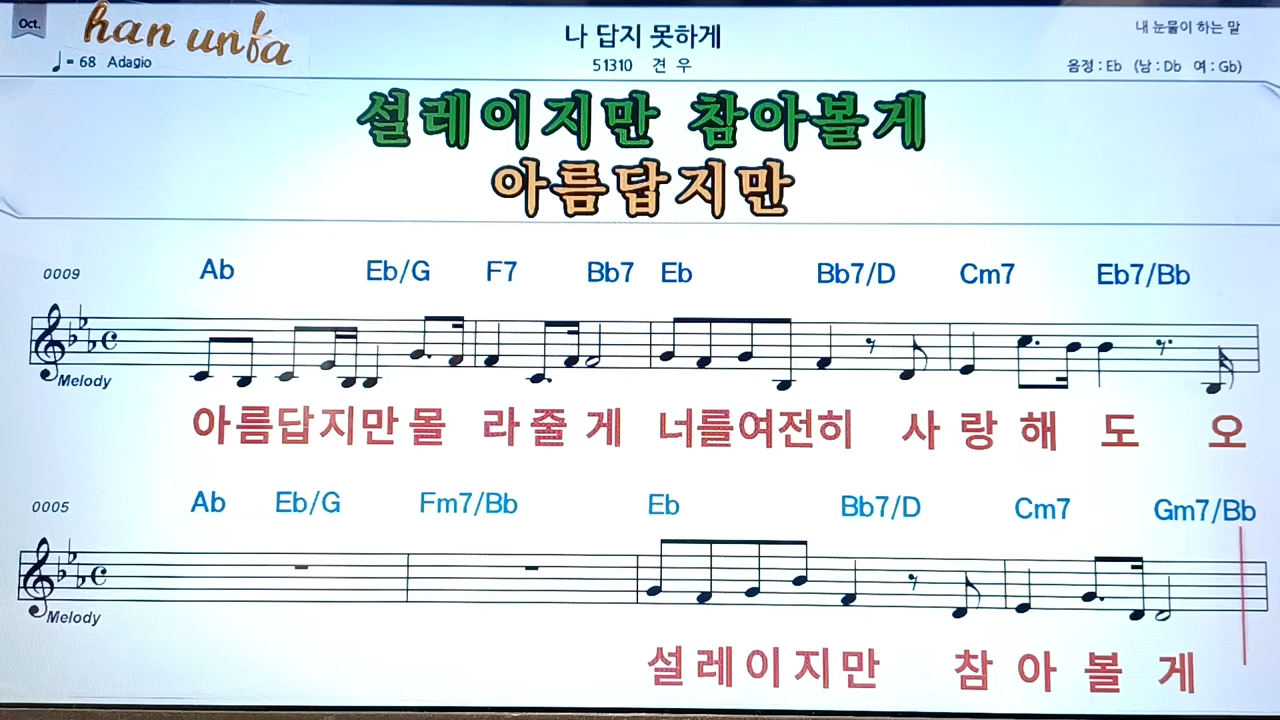 Oct.
han unfa
나 답지 못하게
내 눈물이 하는 말
♩= 68 Adagio
51310 견 우
음정 : Eb (남 : Db 여 : Gb)
설레이지만 참아볼게
아름답지만
0009 Ab Eb/G F7 Bb7 Eb Bb7/D Cm7 Eb7/Bb
Melody
아름답지만 몰 라 줄 게 너를여전히 사 랑 해 도 오
0005 Ab Eb/G Fm7/Bb Eb Bb7/D Cm7 Gm7/Bb
Melody
설레이지만 참 아 볼 게